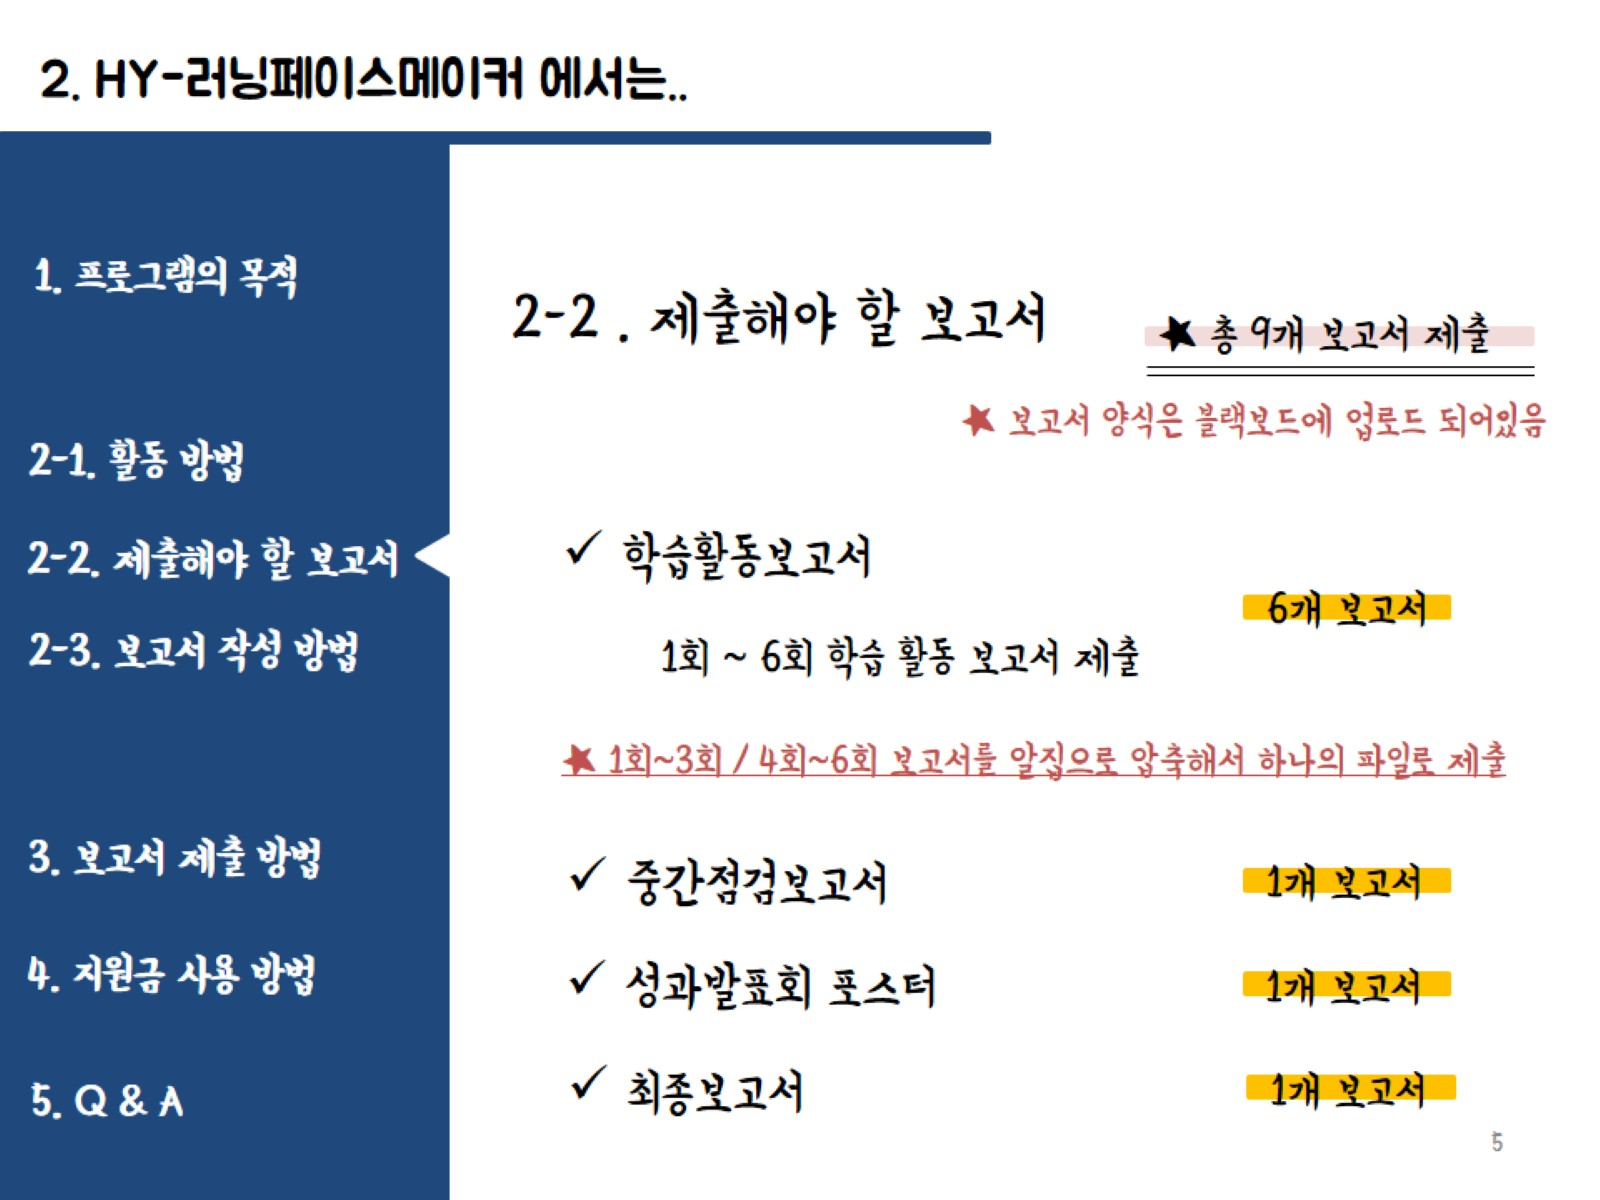 2. HY-러닝페이스메이커 에서는..
1. 프로그램의 목적
2-1. 활동 방법
2-2. 제출해야 할 보고서
2-3. 보고서 작성 방법
3. 보고서 제출 방법
4. 지원금 사용 방법
5. Q & A
2-2 . 제출해야 할 보고서
★ 총 9개 보고서 제출
★ 보고서 양식은 블랙보드에 업로드 되어있음
✓ 학습활동보고서
6개 보고서
1회 ~ 6회 학습 활동 보고서 제출
★ 1회~3회 / 4회~6회 보고서를 알집으로 압축해서 하나의 파일로 제출
✓ 중간점검보고서
1개 보고서
✓ 성과발표회 포스터
1개 보고서
✓ 최종보고서
1개 보고서
5